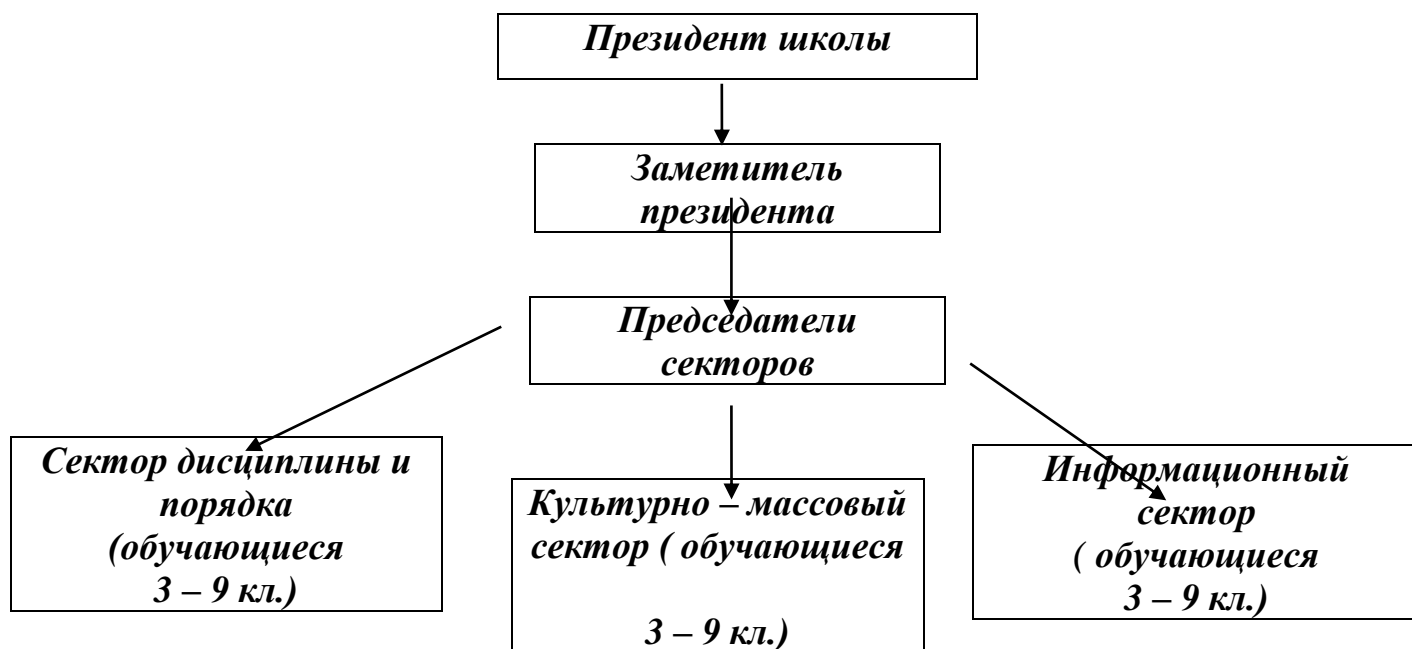 Президент школы
Заметитель
президента
Председатели
секторов
Сектор дисциплины и
порядка
(обучающиеся
3 – 9 кл.)
Культурно – массовый
сектор ( обучающиеся
3 – 9 кл.)
Информационный
сектор
( обучающиеся
3 – 9 кл.)